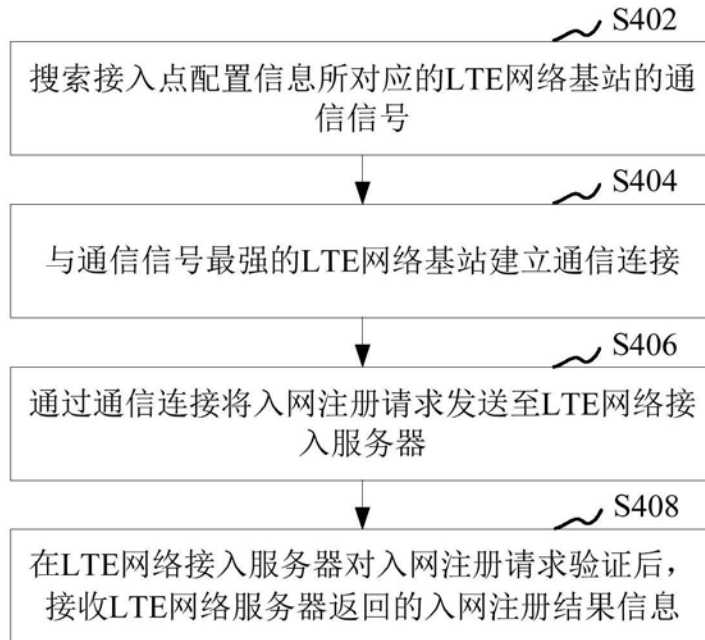 S402
搜索接入点配置信息所对应的LTE网络基站的通
信信号
S404
与通信信号最强的LTE网络基站建立通信连接
S406
通过通信连接将入网注册请求发送至LTE网络接
入服务器
S408
在LTE网络接入服务器对入网注册请求验证后，
接收LTE网络服务器返回的入网注册结果信息